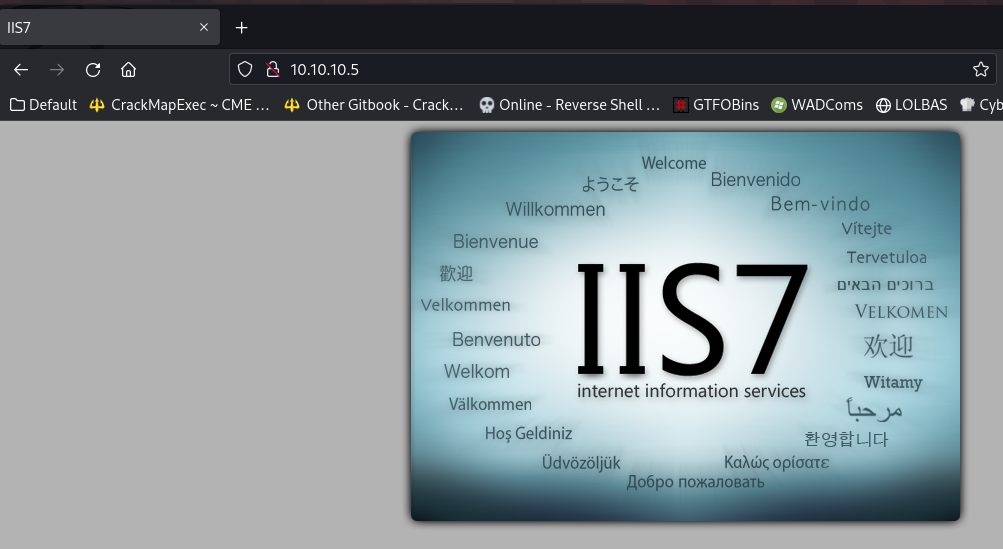 IIS7
10.10.10.5
Default CrackMapExec ~ CME … Other Gitbook - Crack… Online - Reverse Shell … GTFOBins WADComs LOLBAS Cyb
Welcome
ようこそ
Bienvenido
Willkommen
Bem-vindo
Vítejte
Bienvenue
Tervetuloa
歡迎
ברוכים הבאים
Velkommen
VELKOMEN
Benvenuto
欢迎
Welkom
Witamy
Välkommen
مرحباً
Hoş Geldiniz
환영합니다
Üdvözöljük
Καλώς ορίσατε
Добро пожаловать
IIS7
internet information services